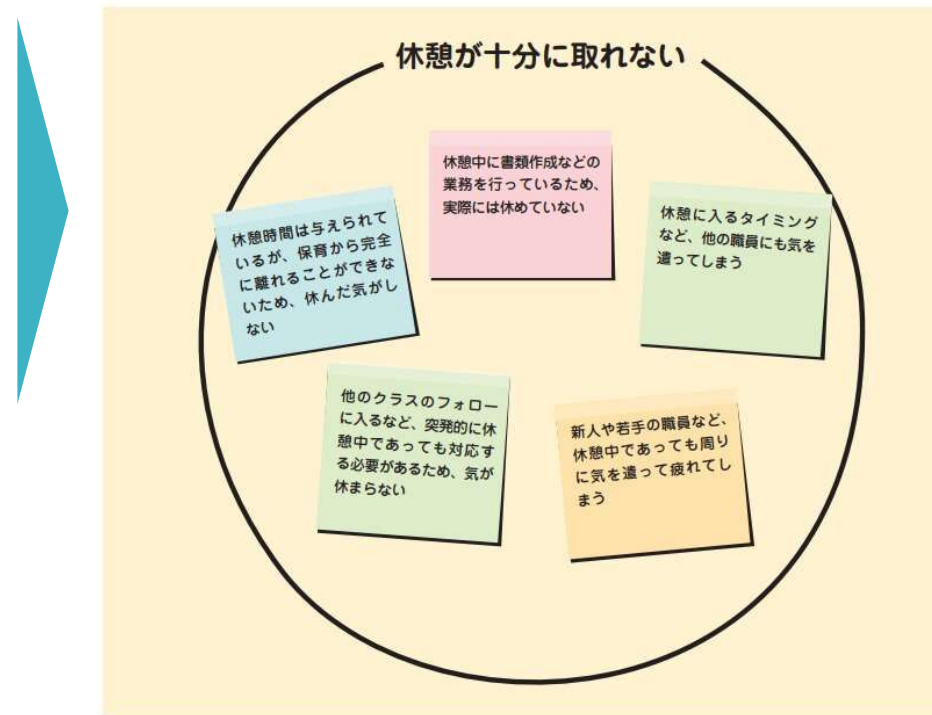 休憩が十分に取れない
休憩中に書類作成などの
業務を行っているため、
実際には休めていない
休憩時間は与えられて
いるが、保育から完全
に離れることができな
いため、休んだ気がし
ない
休憩に入るタイミング
など、他の職員にも気を
遣ってしまう
他のクラスのフォロー
に入るなど、突発的に休
憩中であっても対応す
る必要があるため、気が
休まらない
新人や若手の職員など、
休憩中であっても周り
に気を遣って疲れてし
まう